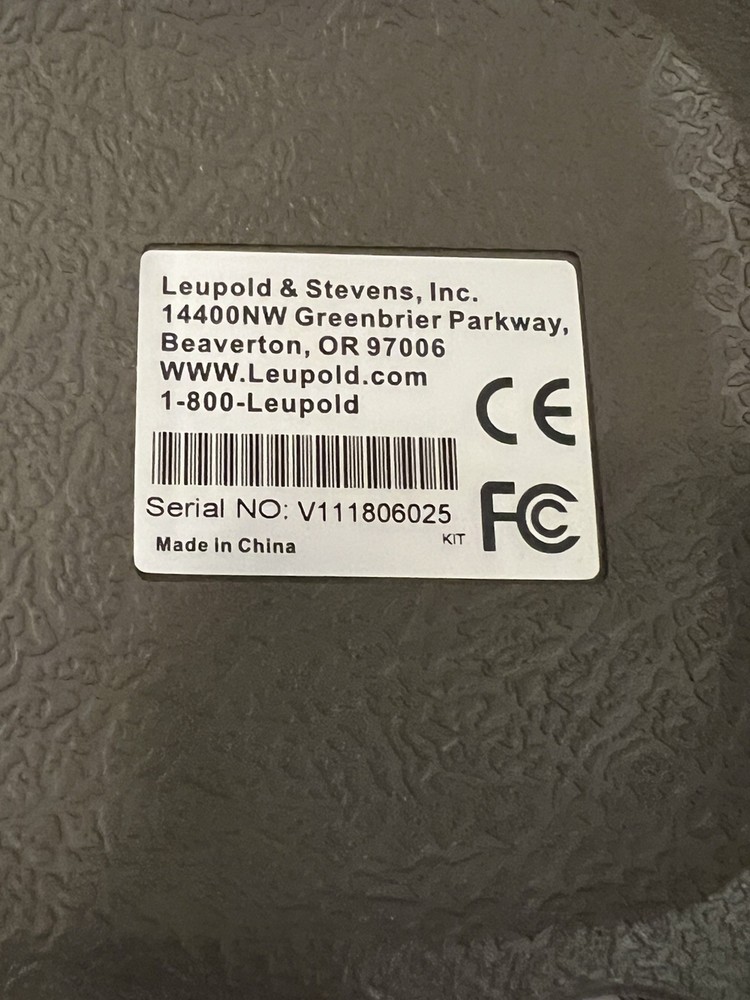 Leupold & Stevens, Inc.
14400NW Greenbrier Parkway,
Beaverton, OR 97006
WWW.Leupold.com
1-800-Leupold
CE
Serial NO: V111806025
KIT
FC
Made in China